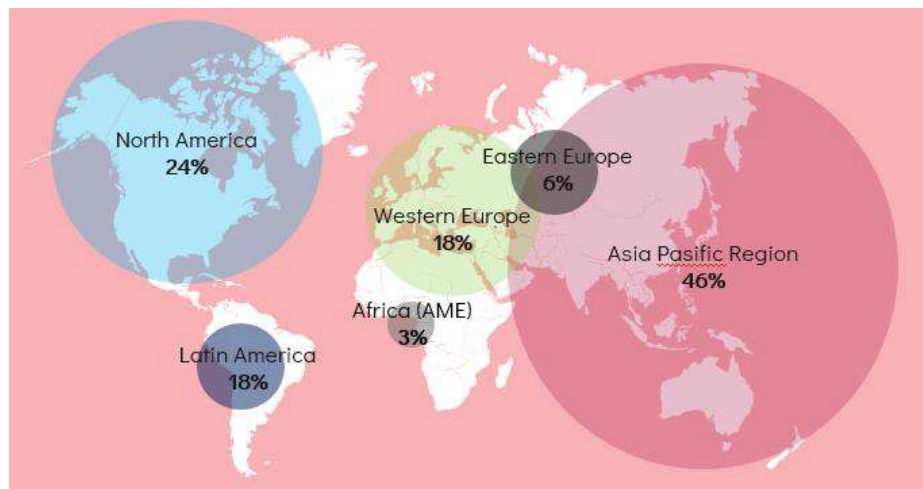 North America
24%
Eastern Europe
6%
Western Europe
18%
Asia Pasific Region
46%
Africa (AME)
3%
Latin America
18%